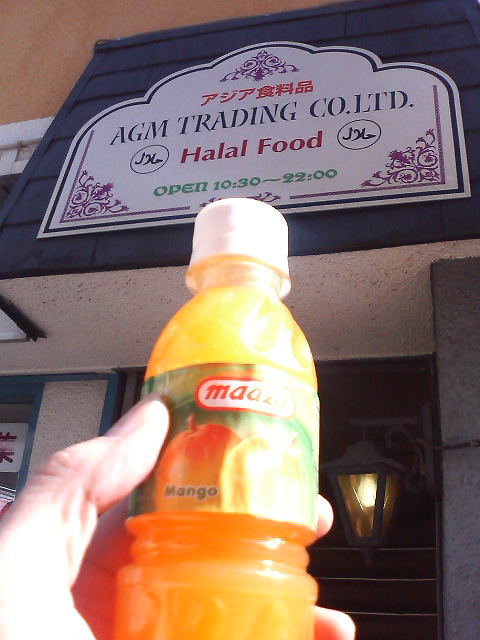 アジア食料品
AGM TRADING CO.LTD.
حلال Halal Food حلال
OPEN 10:30～22:00
maaza
Mango